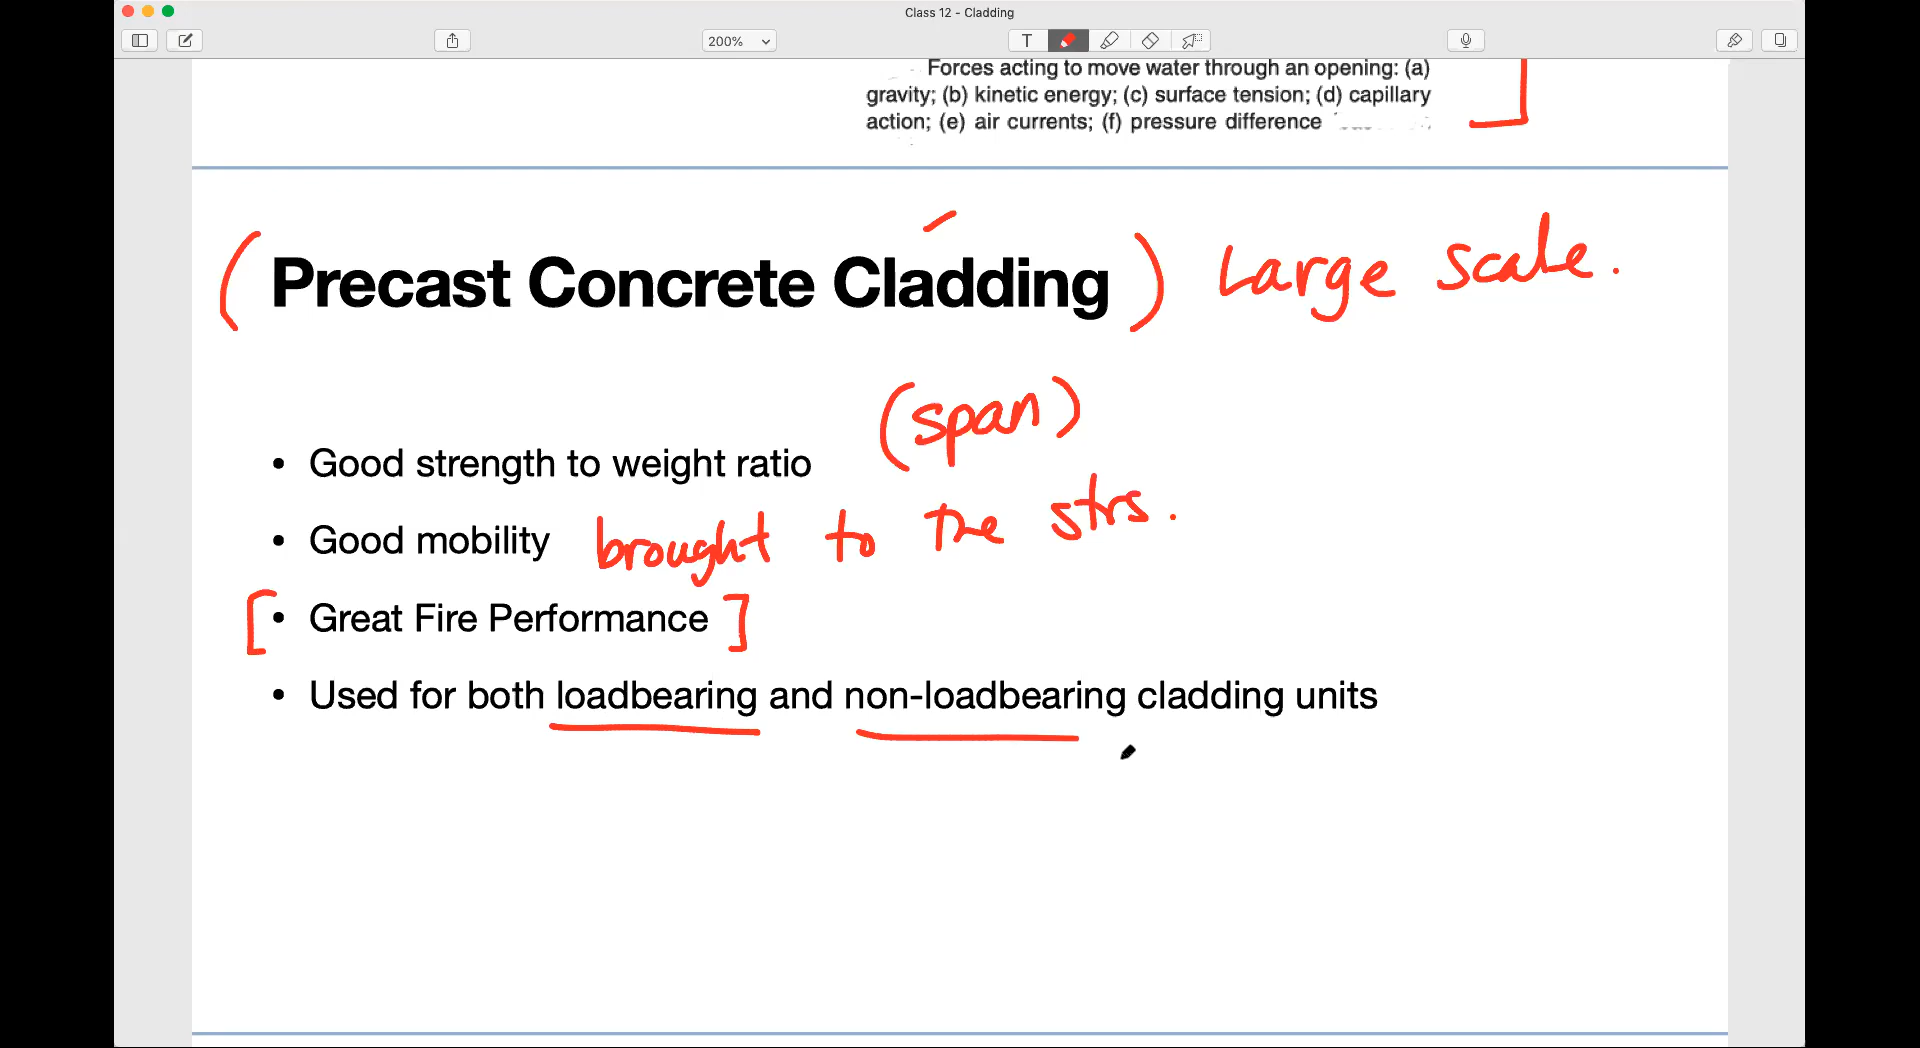 Class 12 - Cladding
200%
T
Forces acting to move water through an opening: (a)
gravity; (b) kinetic energy; (c) surface tension; (d) capillary
action; (e) air currents; (f) pressure difference
(Precast Concrete Cladding) Large scale.
(span)
• Good strength to weight ratio
• Good mobility brought to the strs.
[• Great Fire Performance]
• Used for both loadbearing and non-loadbearing cladding units